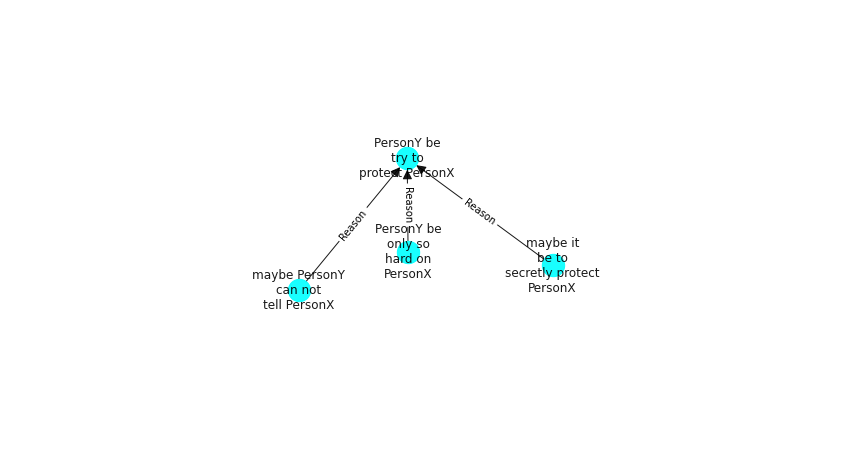 PersonY be
try to
protect PersonX
Reason
Reason
Reason
PersonY be
only so
hard on
PersonX
maybe it
be to
secretly protect
PersonX
maybe PersonY
can not
tell PersonX